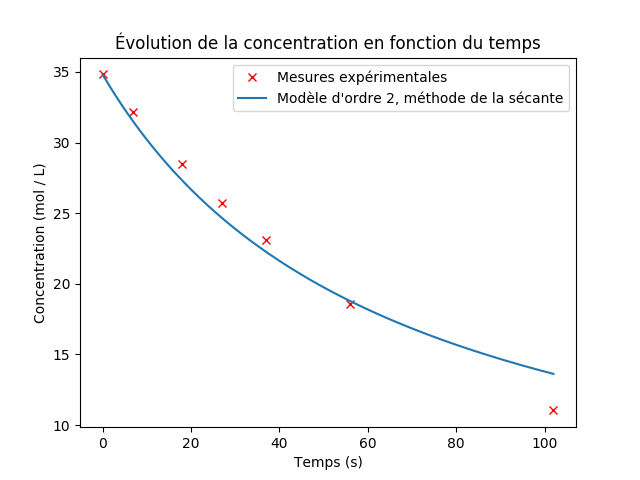 Évolution de la concentration en fonction du temps
Mesures expérimentales
Modèle d'ordre 2, méthode de la sécante
Concentration (mol / L)
35
30
25
20
15
10
0
20
40
60
80
100
Temps (s)